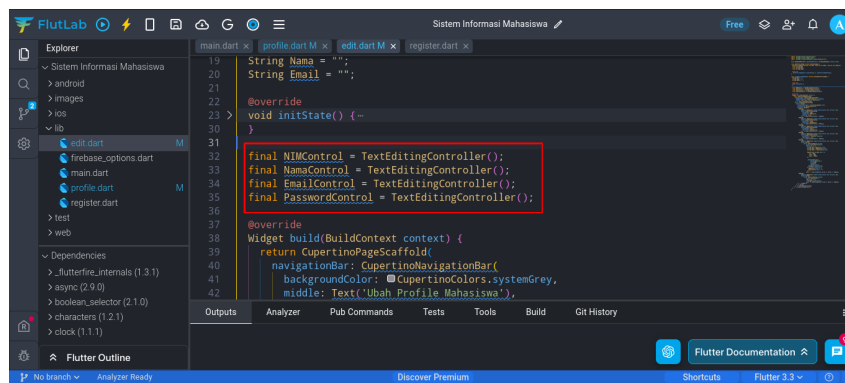 FlutLab
Sistem Informasi Mahasiswa
Free
A
Explorer
main.dart × profile.dart M × edit.dart M × register.dart ×
Sistem Informasi Mahasiswa
android
images
ios
lib
edit.dart M
firebase_options.dart
main.dart
profile.dart M
register.dart
test
web
Dependencies
_flutterfire_internals (1.3.1)
async (2.9.0)
boolean_selector (2.1.0)
characters (1.2.1)
clock (1.1.1)
Flutter Outline
2
19 String Nama = "";
20 String Email = "";
21
22 @override
23 void initState() { …
30 }
31
32 final NIMControl = TextEditingController();
33 final NamaControl = TextEditingController();
34 final EmailControl = TextEditingController();
35 final PasswordControl = TextEditingController();
36
37 @override
38 Widget build(BuildContext context) {
39 return CupertinoPageScaffold(
40 navigationBar: CupertinoNavigationBar(
41 backgroundColor: CupertinoColors.systemGrey,
42 middle: Text('Ubah Profile Mahasiswa'),
Outputs Analyzer Pub Commands Tests Tools Build Git History
Flutter Documentation
No branch Analyzer Ready Discover Premium Shortcuts Flutter 3.3